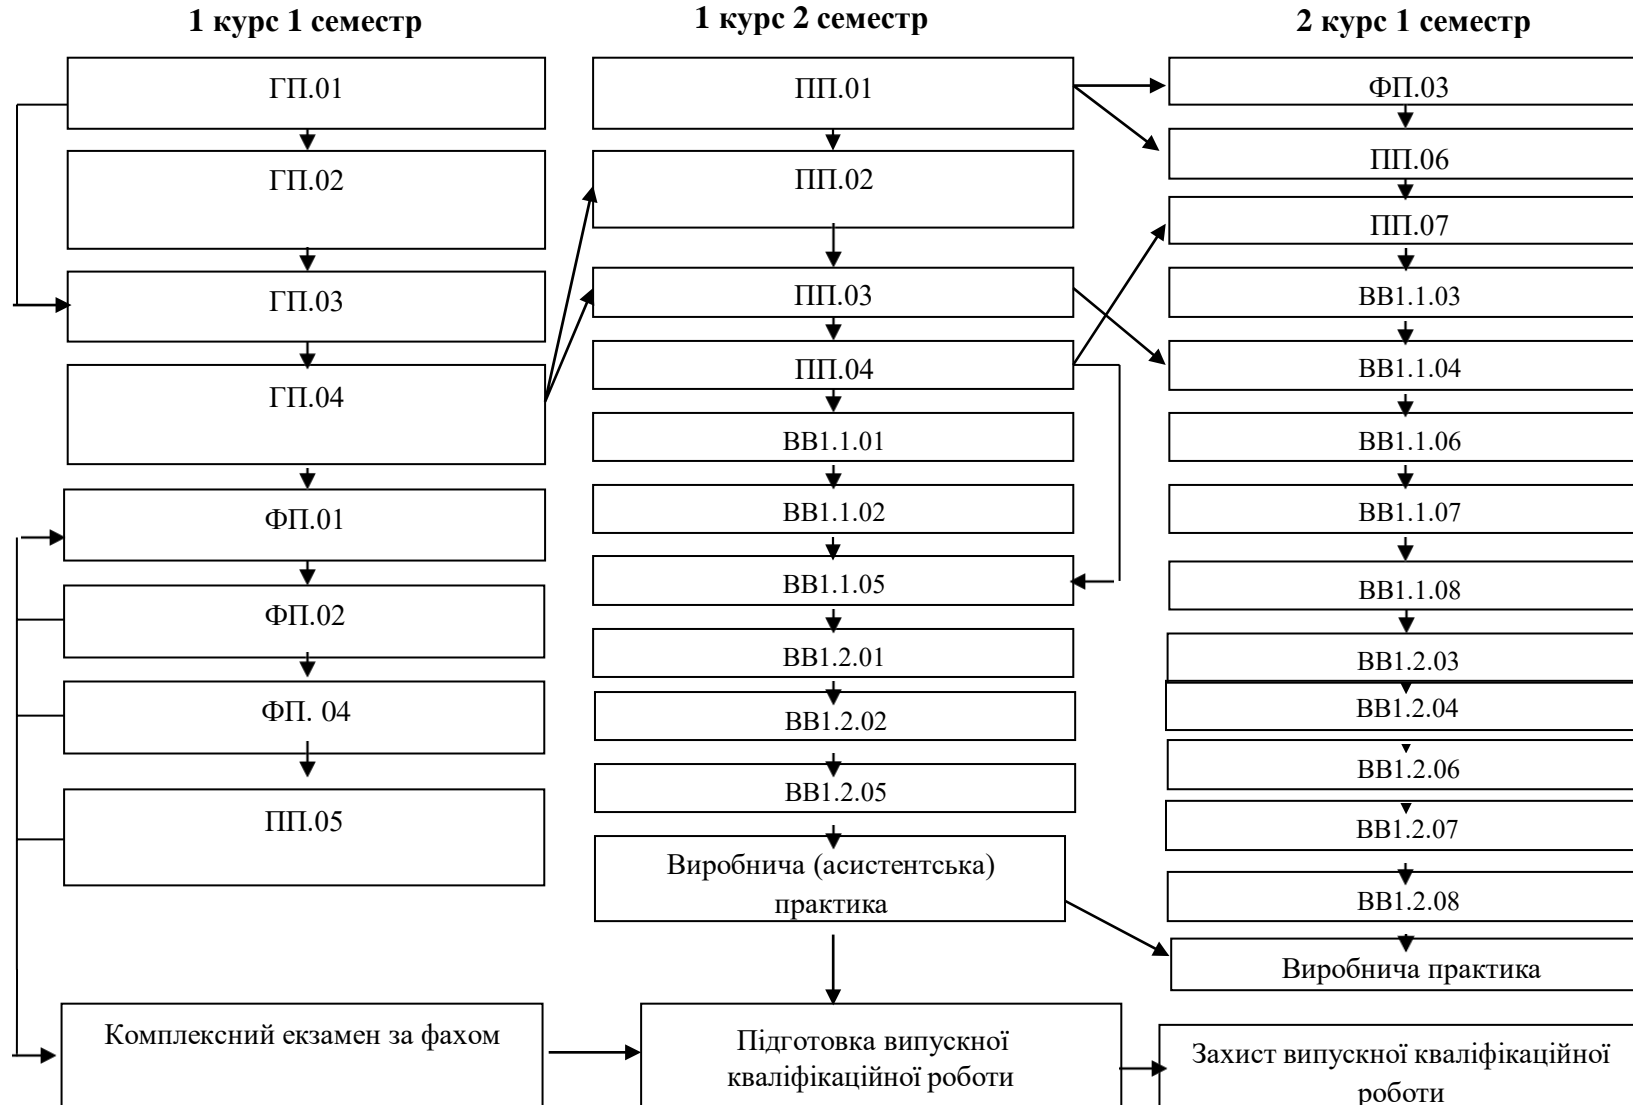 1 курс 1 семестр
1 курс 2 семестр
2 курс 1 семестр
ГП.01
ГП.02
ГП.03
ГП.04
ФП.01
ФП.02
ФП. 04
ПП.05
Комплексний екзамен за фахом
ПП.01
ПП.02
ПП.03
ПП.04
ВВ1.1.01
ВВ1.1.02
ВВ1.1.05
ВВ1.2.01
ВВ1.2.02
ВВ1.2.05
Виробнича (асистентська)
практика
Підготовка випускної
кваліфікаційної роботи
ФП.03
ПП.06
ПП.07
ВВ1.1.03
ВВ1.1.04
ВВ1.1.06
ВВ1.1.07
ВВ1.1.08
ВВ1.2.03
ВВ1.2.04
ВВ1.2.06
ВВ1.2.07
ВВ1.2.08
Виробнича практика
Захист випускної кваліфікаційної
роботи